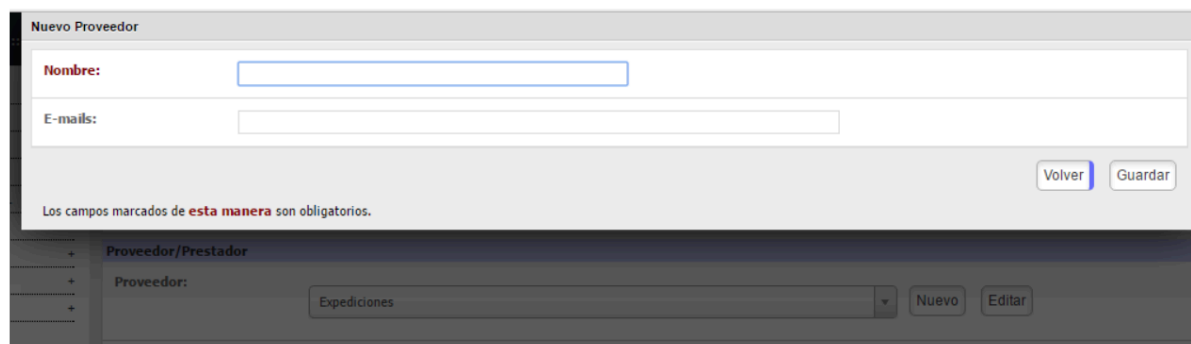 Nuevo Proveedor
Nombre:
E-mails:
Volver Guardar
Los campos marcados de esta manera son obligatorios.
+ Proveedor/Prestador
+ Proveedor:
+ Expediciones Nuevo Editar